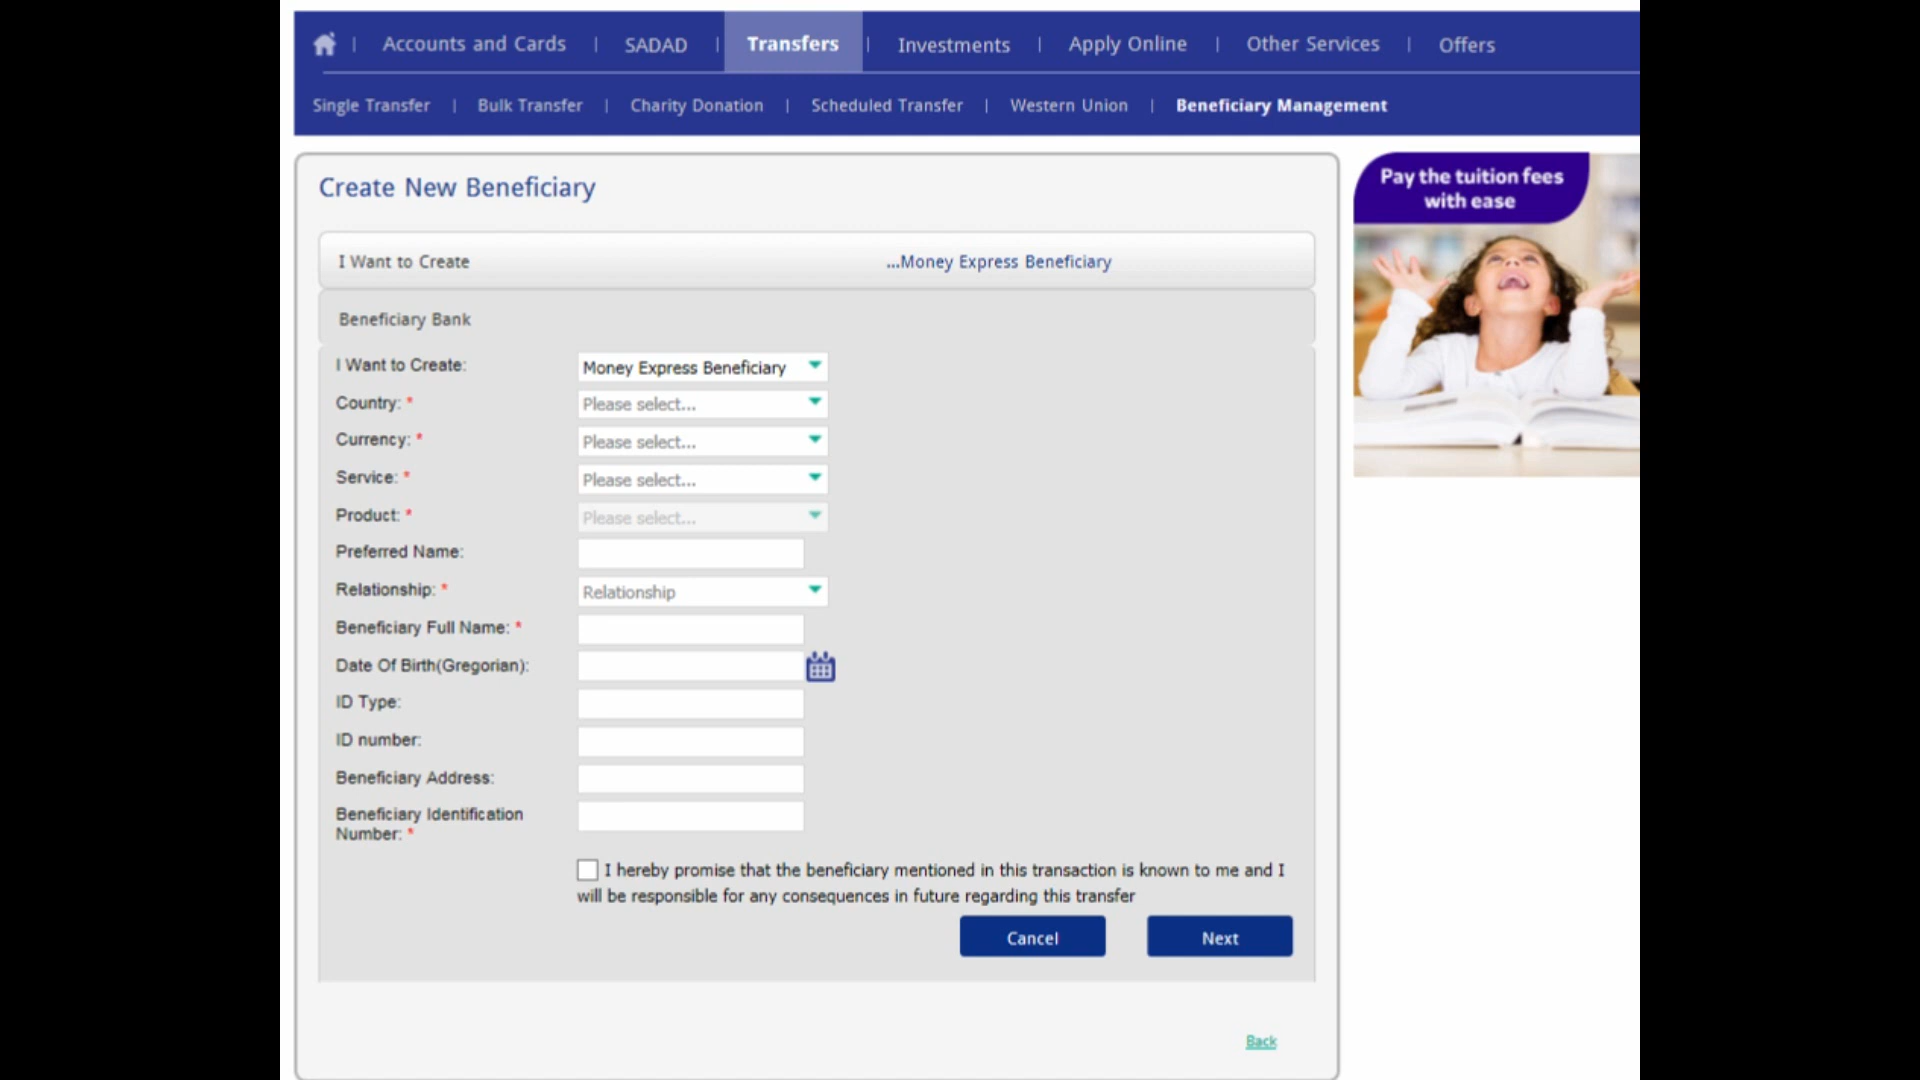 Accounts and Cards | SADAD | Transfers | Investments | Apply Online | Other Services | Offers
Single Transfer | Bulk Transfer | Charity Donation | Scheduled Transfer | Western Union | Beneficiary Management
Create New Beneficiary
Pay the tuition fees
with ease
I Want to Create ...Money Express Beneficiary
Beneficiary Bank
I Want to Create: Money Express Beneficiary
Country: * Please select...
Currency: * Please select...
Service: * Please select...
Product: * Please select...
Preferred Name:
Relationship: * Relationship
Beneficiary Full Name: *
Date Of Birth(Gregorian):
ID Type:
ID number:
Beneficiary Address:
Beneficiary Identification
Number: *
I hereby promise that the beneficiary mentioned in this transaction is known to me and I
will be responsible for any consequences in future regarding this transfer
Cancel Next
Back